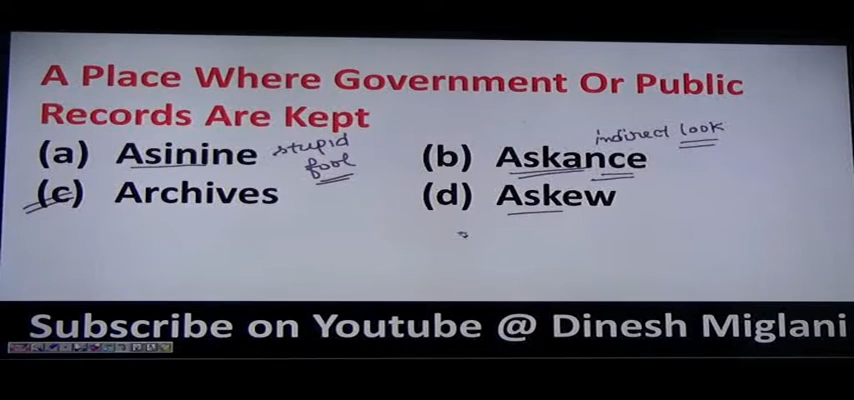 A Place Where Government Or Public
Records Are Kept
(a) Asinine stupid fool
(b) Askance indirect look
(c) Archives
(d) Askew
Subscribe on Youtube @ Dinesh Miglani